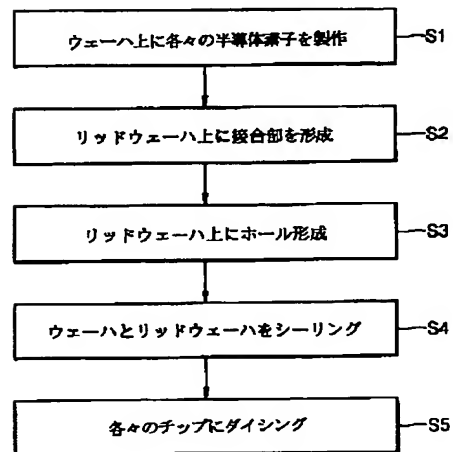 ウェーハ上に各々の半導体素子を製作 S1
リッドウェーハ上に接合部を形成 S2
リッドウェーハ上にホール形成 S3
ウェーハとリッドウェーハをシーリング S4
各々のチップにダイシング S5